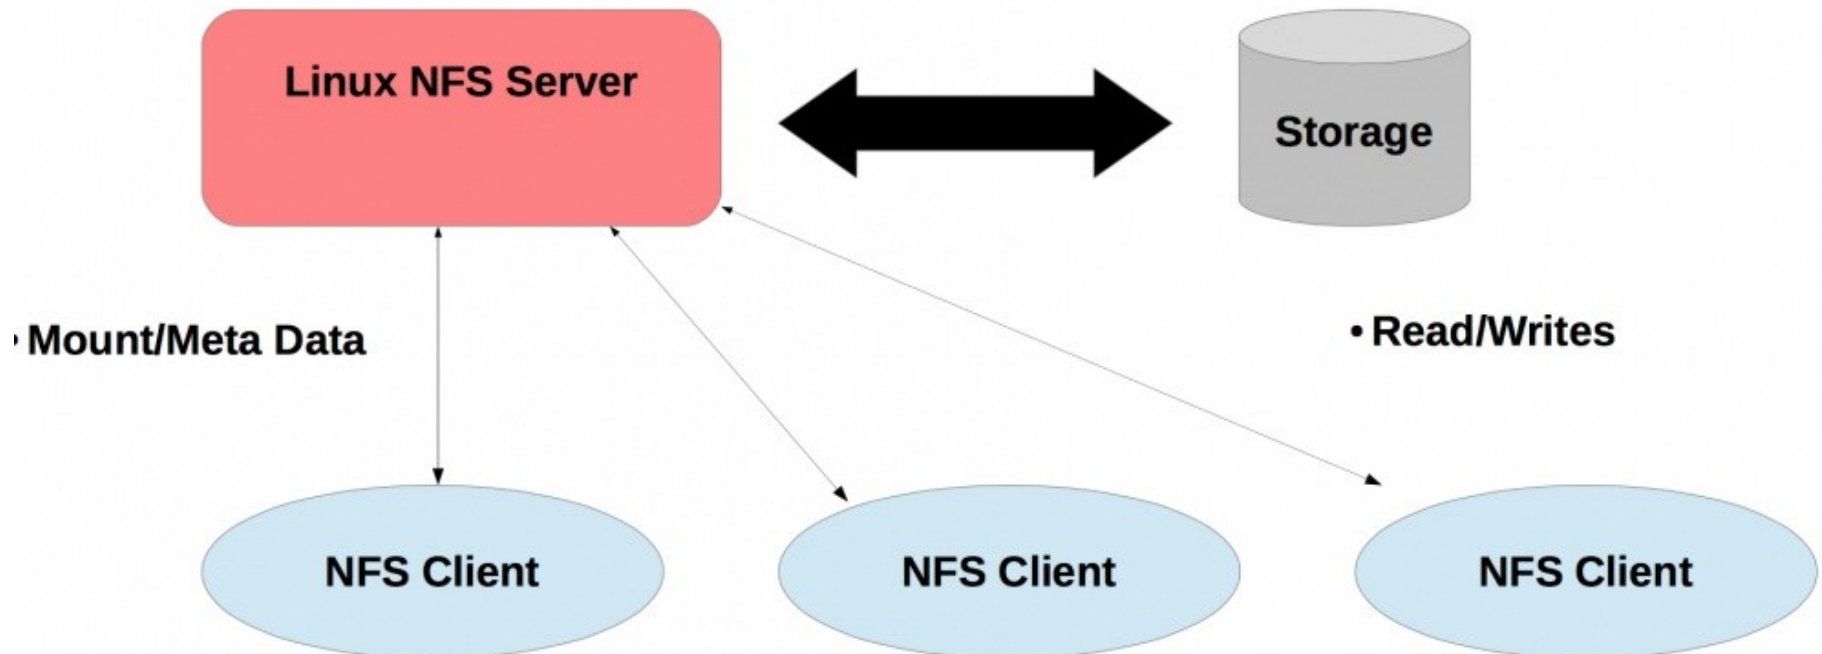 Linux NFS Server
Storage
• Mount/Meta Data
• Read/Writes
NFS Client
NFS Client
NFS Client